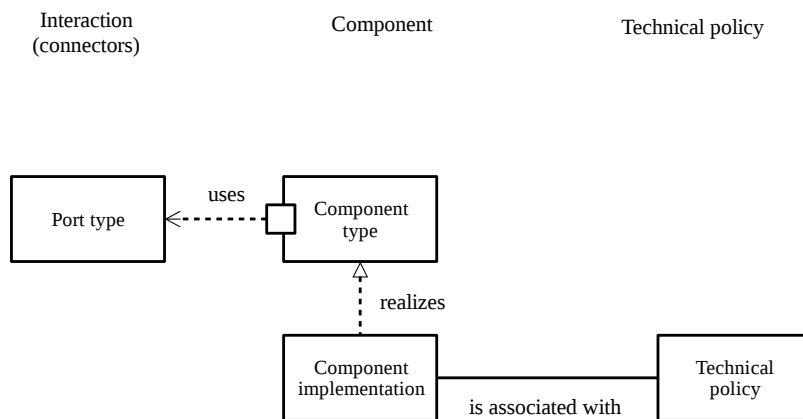 Interaction
(connectors)
Component
Technical policy
uses
Port type
Component
type
realizes
Component
implementation
Technical
policy
is associated with